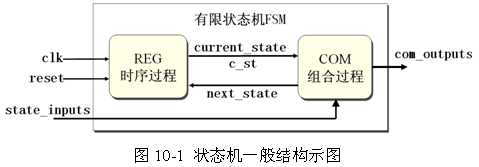 有限状态机FSM
clk
reset
REG
时序过程
current_state
c_st
next_state
COM
组合过程
com_outputs
state_inputs
图 10-1 状态机一般结构示图